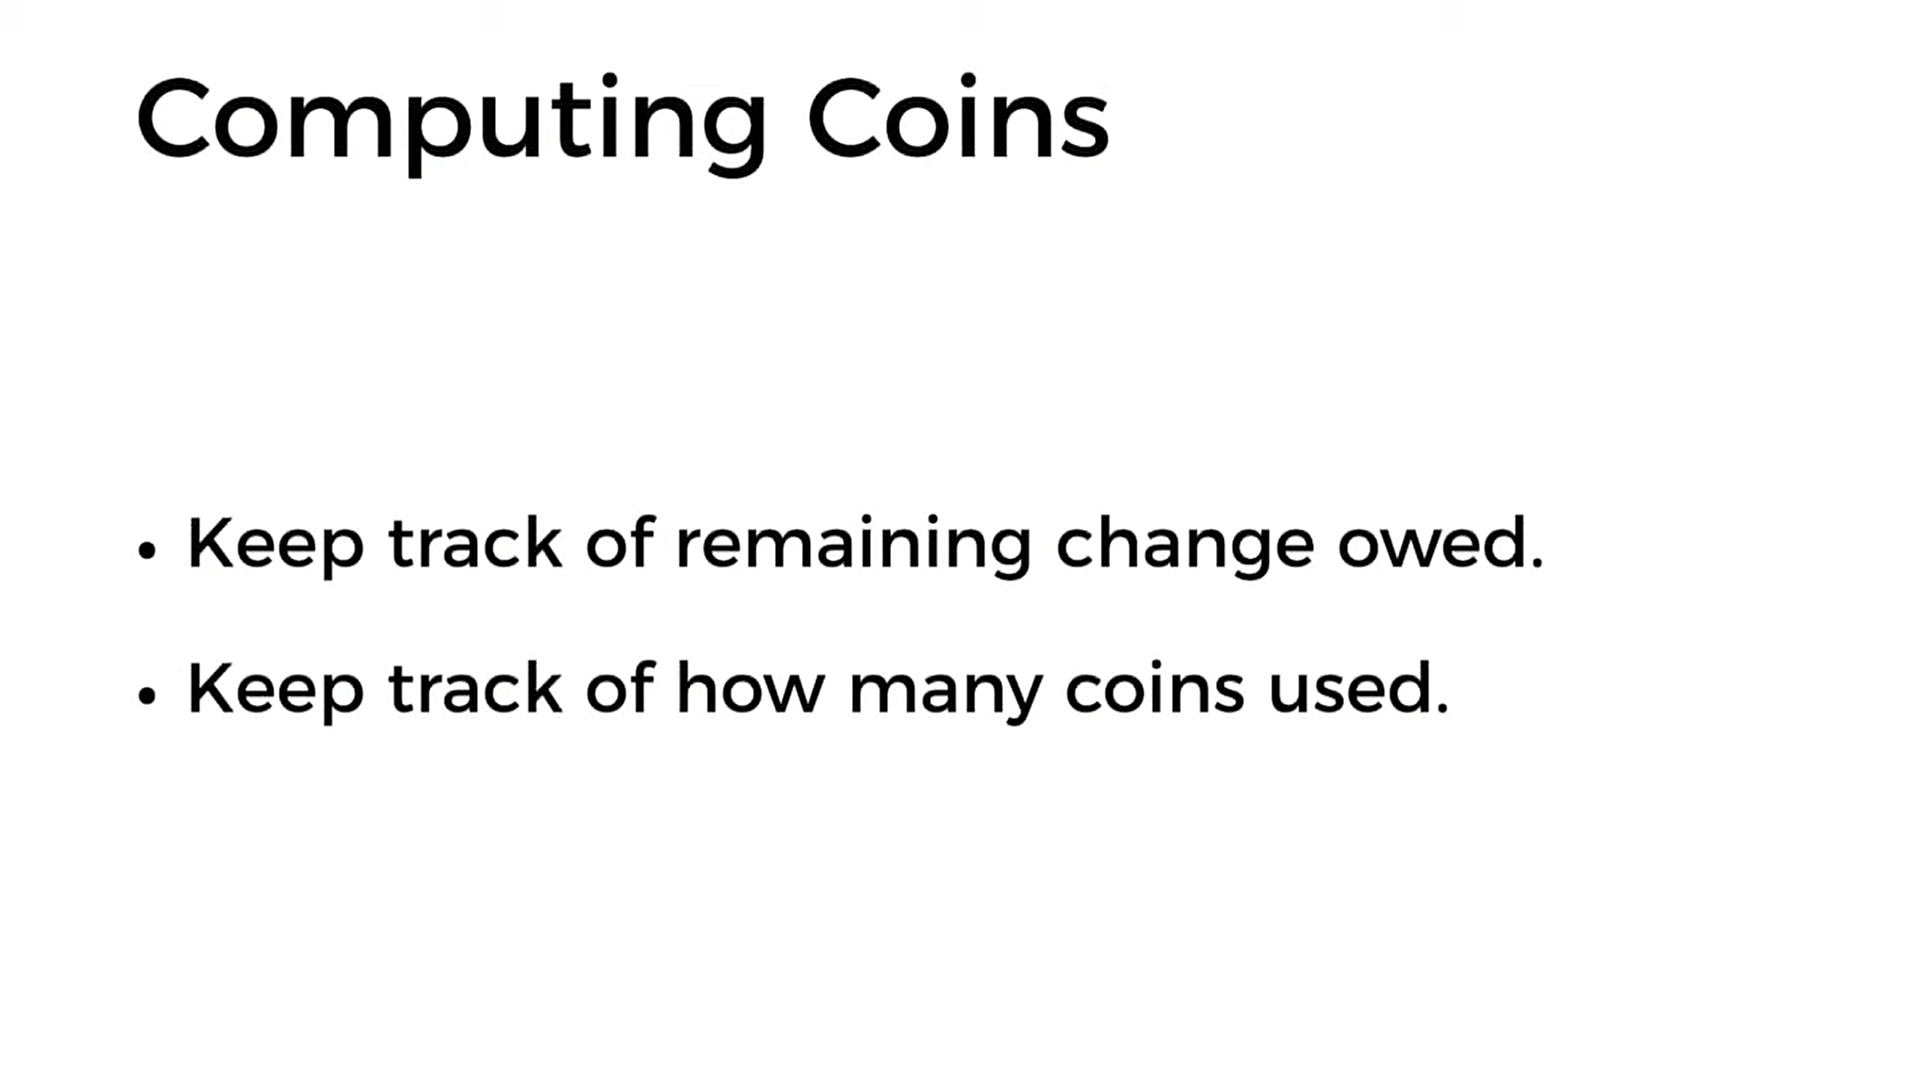 Computing Coins
• Keep track of remaining change owed.
• Keep track of how many coins used.